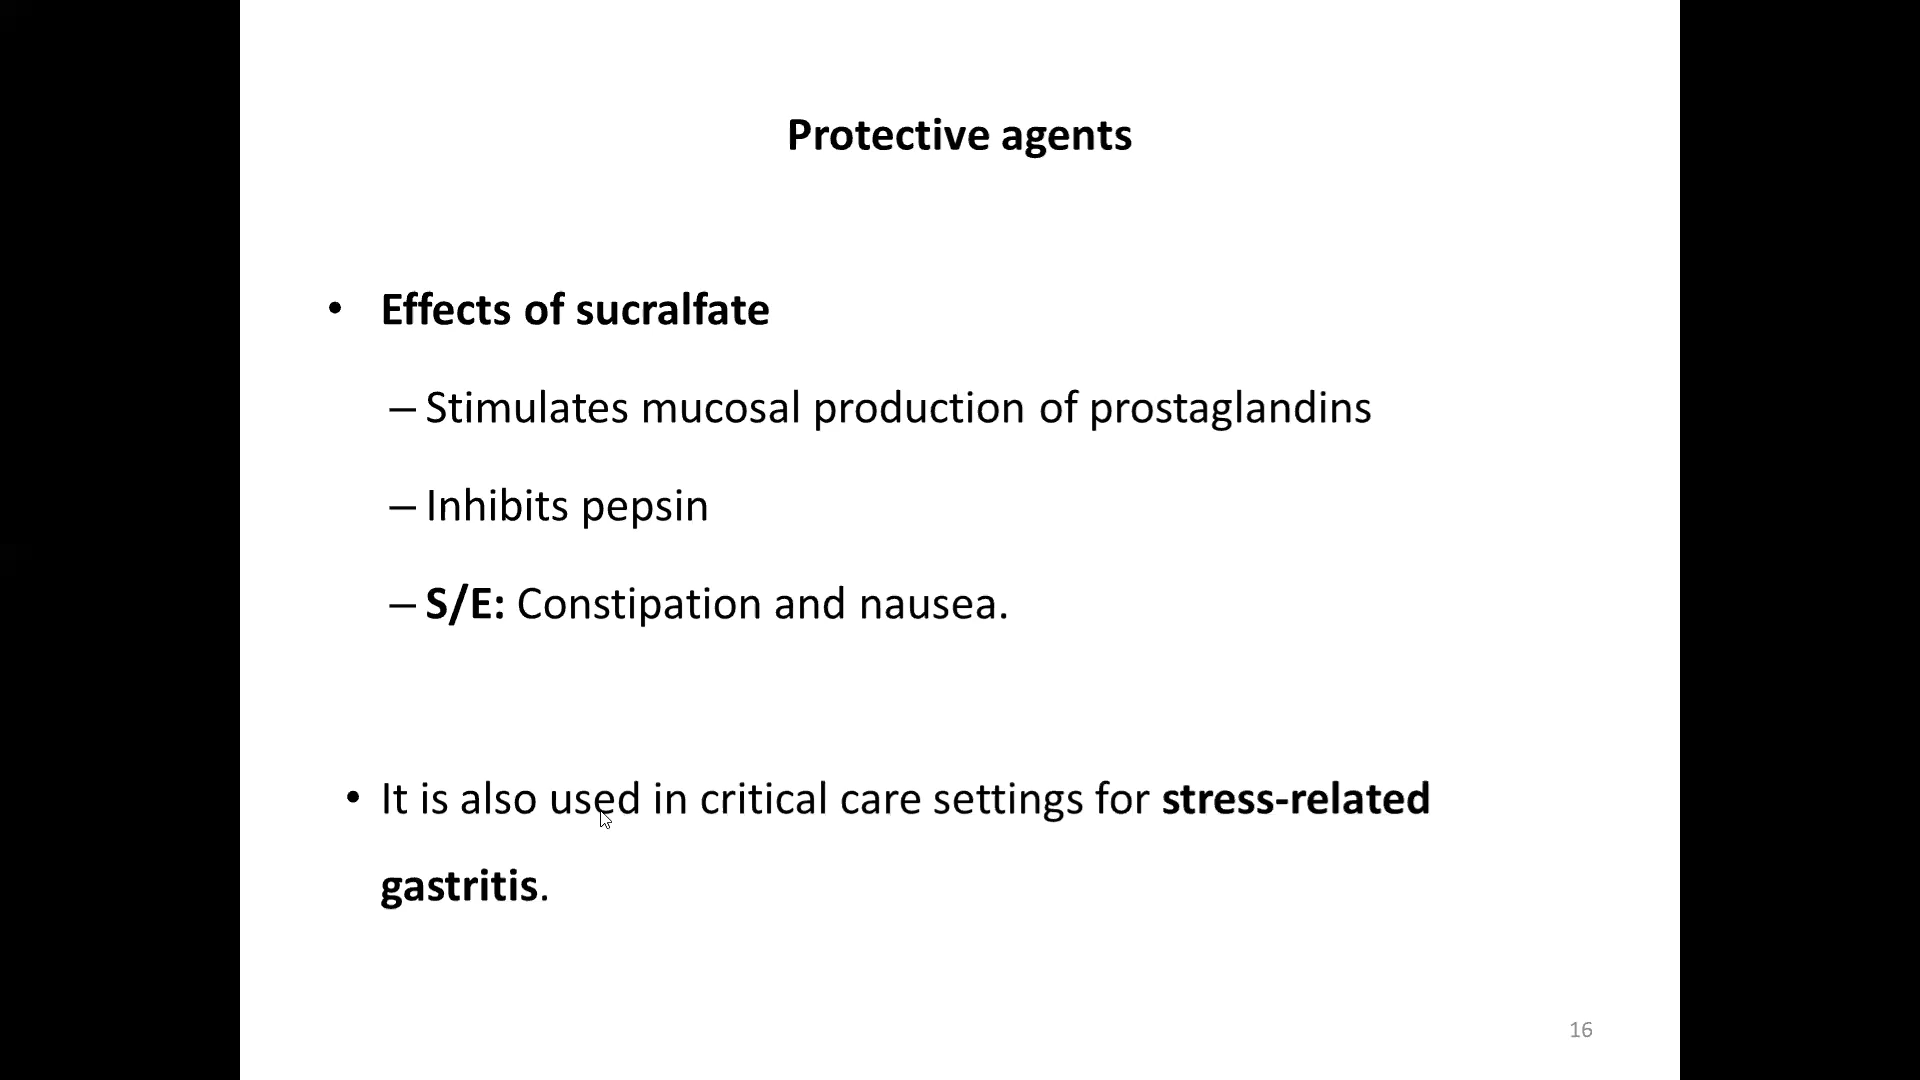 Protective agents
• Effects of sucralfate
– Stimulates mucosal production of prostaglandins
– Inhibits pepsin
– S/E: Constipation and nausea.
• It is also used in critical care settings for stress-related
gastritis.
16